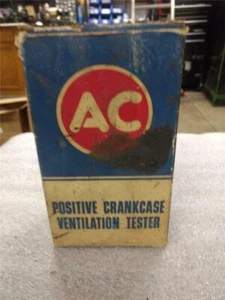 AC
POSITIVE CRANKCASE
VENTILATION TESTER